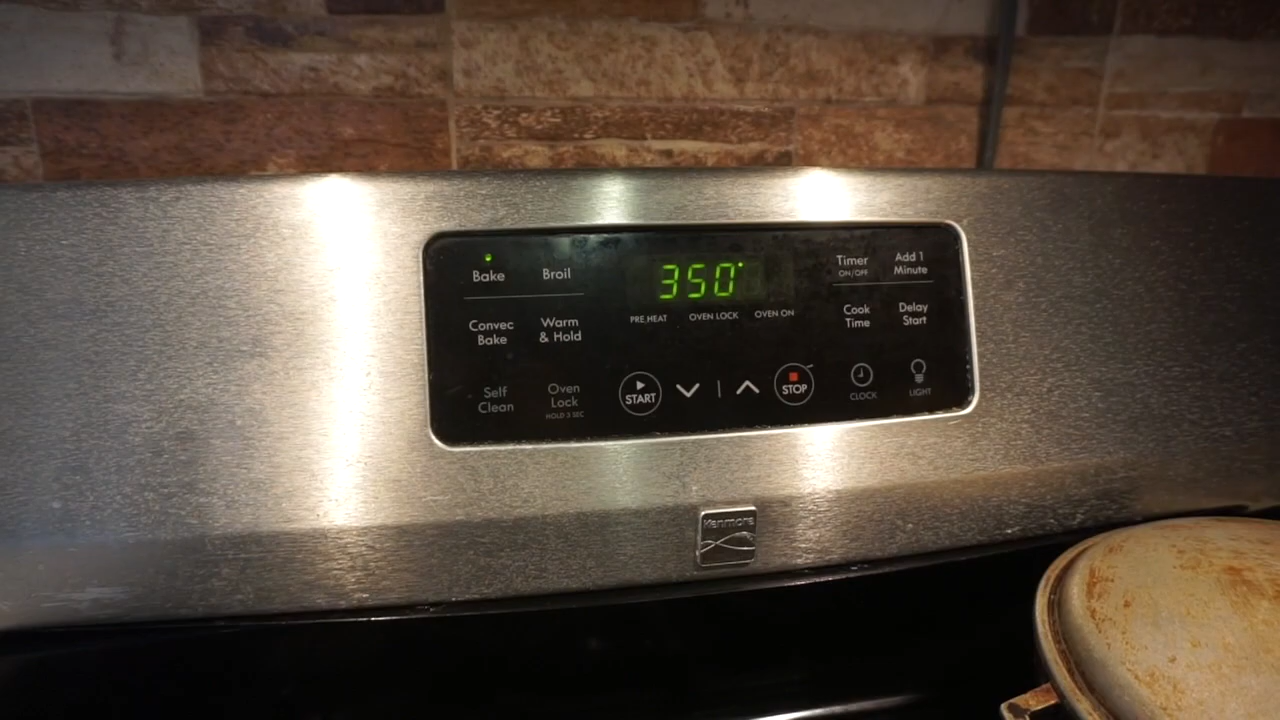 Bake
Broil
350°
Timer
ON/OFF
Add 1
Minute
Convec
Bake
Warm
& Hold
PRE HEAT
OVEN LOCK
OVEN ON
Cook
Time
Delay
Start
Self
Clean
Oven
Lock
HOLD 3 SEC
START
STOP
CLOCK
LIGHT
Kenmore